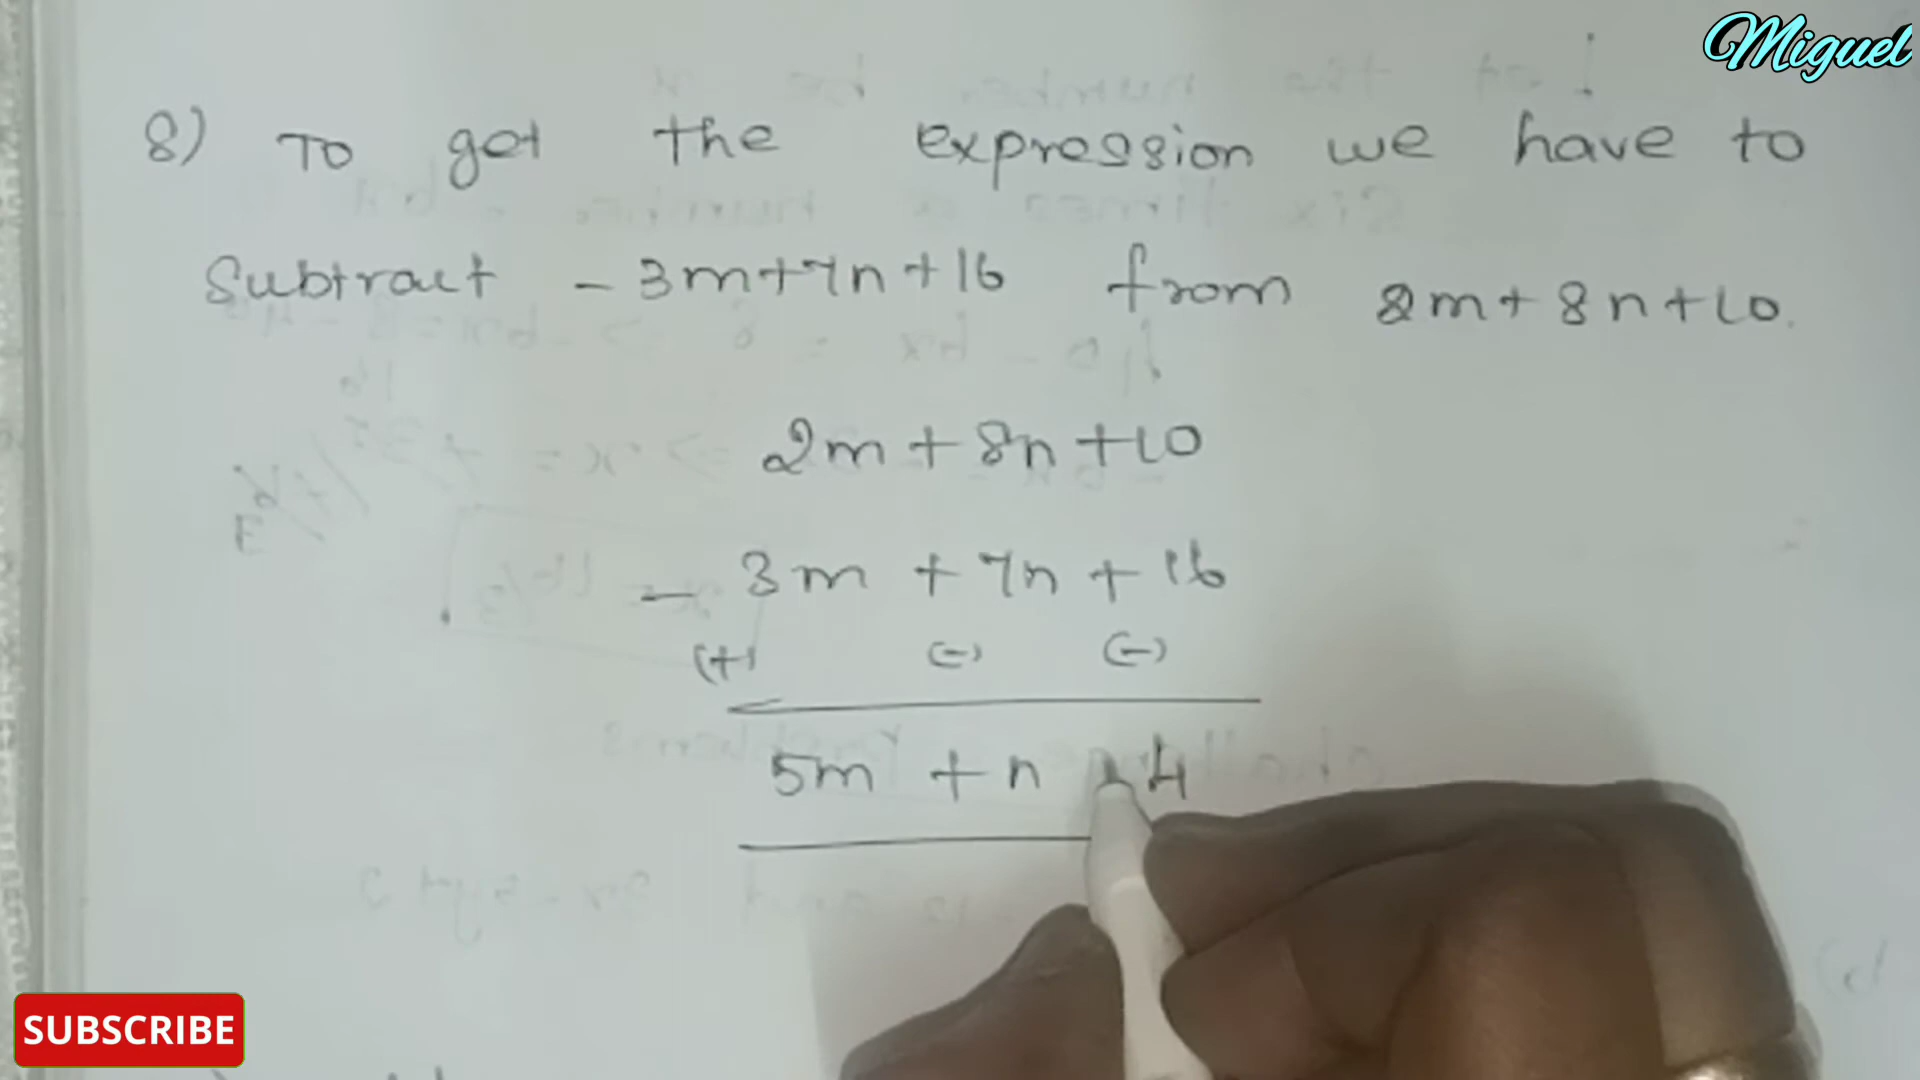 Miguel
8) To get the expression we have to
Subtract -3m+7n+16 from 2m+8n+10.
2m + 8n +10
- 3m + 7n + 16
(+) (-) (-)
5m + n 4
SUBSCRIBE